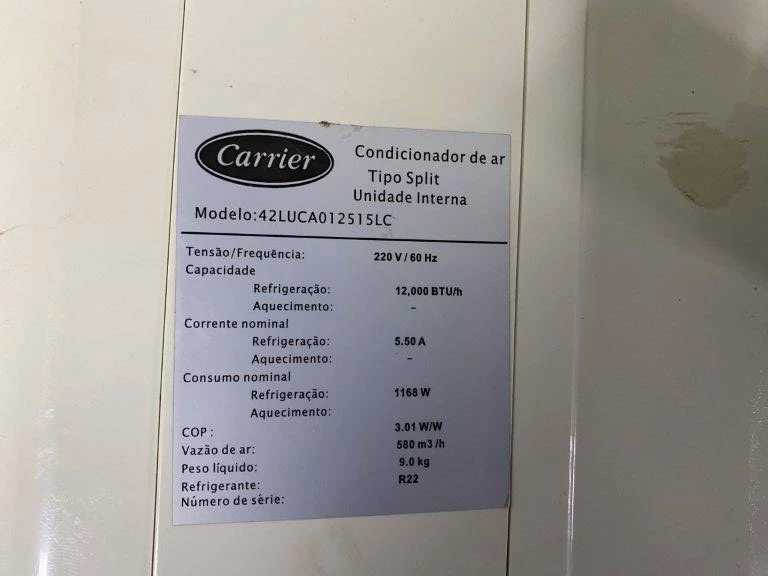 Carrier
Condicionador de ar
Tipo Split
Unidade Interna
Modelo:42LUCA012515LC
Tensão/Frequência: 220 V / 60 Hz
Capacidade
Refrigeração: 12,000 BTU/h
Aquecimento: –
Corrente nominal
Refrigeração: 5.50 A
Aquecimento: –
Consumo nominal
Refrigeração: 1168 W
Aquecimento:
COP : 3.01 W/W
Vazão de ar: 580 m3 /h
Peso líquido: 9.0 kg
Refrigerante: R22
Número de série: